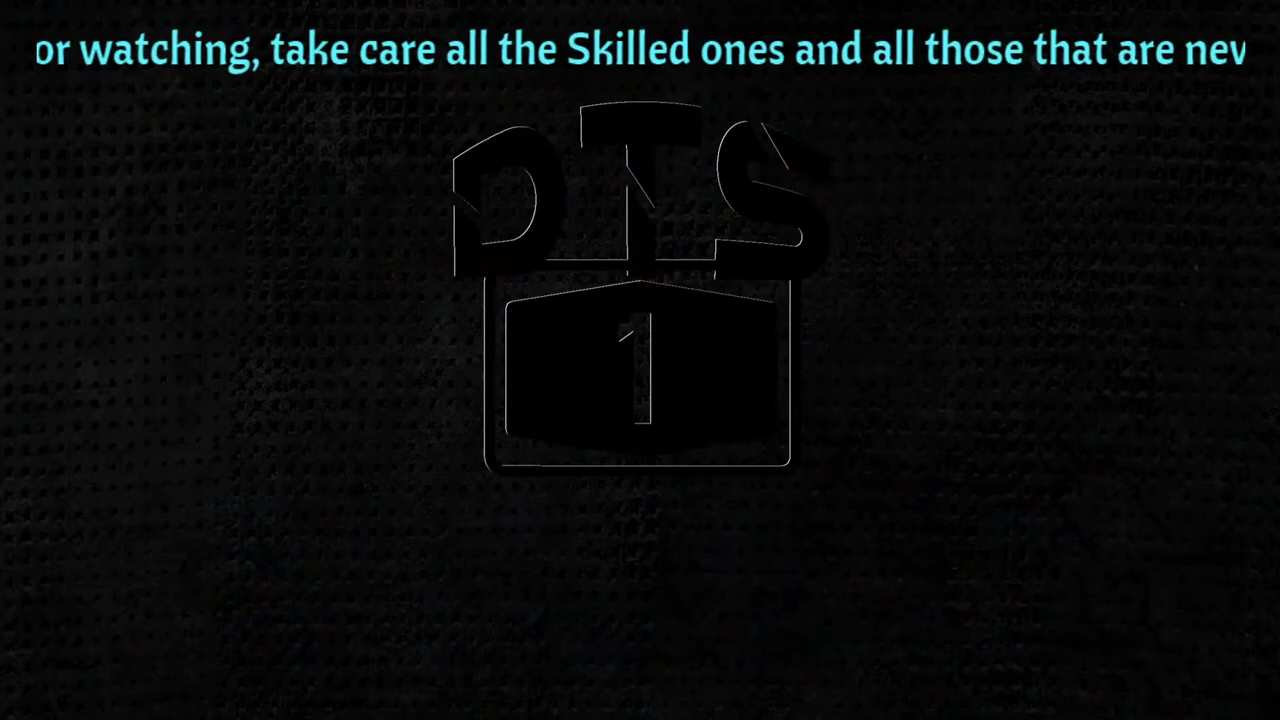 or watching, take care all the Skilled ones and all those that are nev
DTS
1